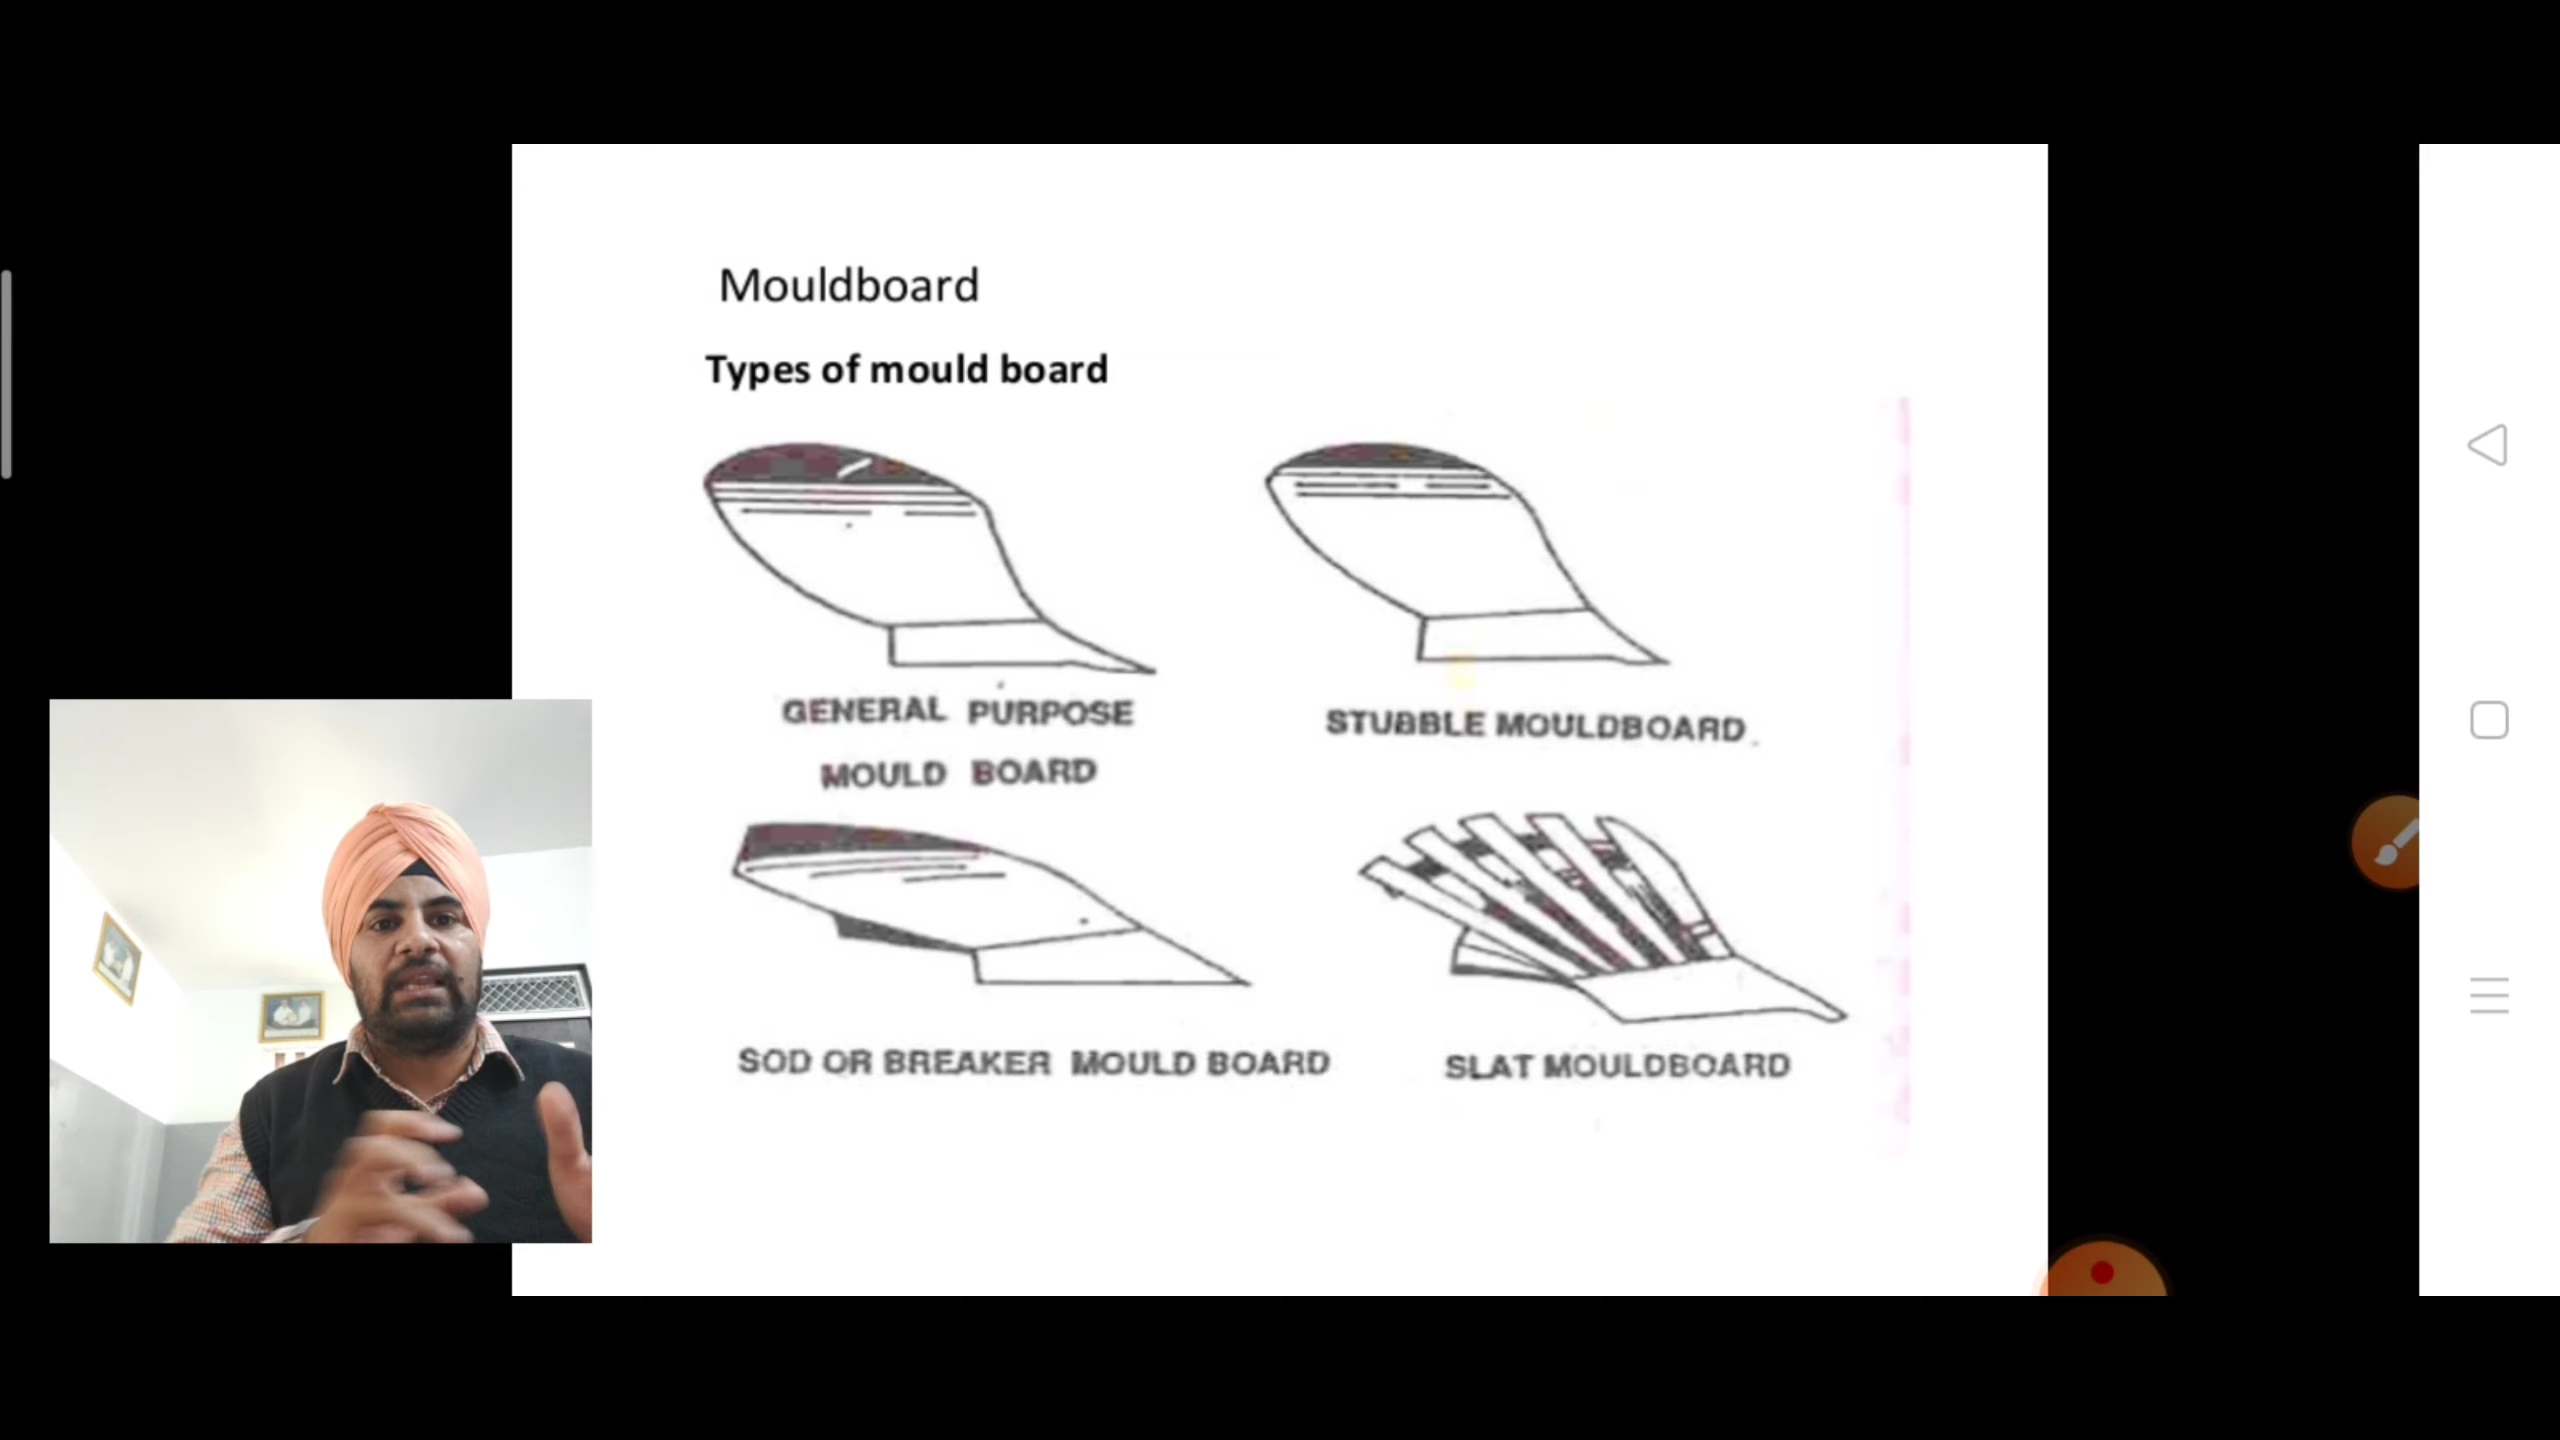 Mouldboard
Types of mould board
GENERAL PURPOSE
MOULD BOARD
STUBBLE MOULDBOARD
SOD OR BREAKER MOULD BOARD
SLAT MOULDBOARD